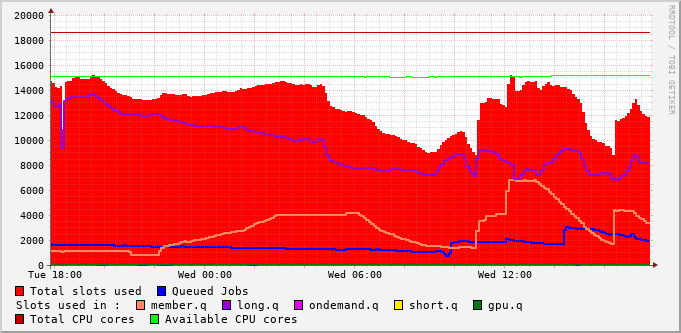 20000
18000
16000
14000
12000
10000
8000
6000
4000
2000
0
Tue 18:00 Wed 00:00 Wed 06:00 Wed 12:00
Total slots used Queued Jobs
Slots used in : member.q long.q ondemand.q short.q gpu.q
Total CPU cores Available CPU cores
RRDTOOL / TOBI OETIKER